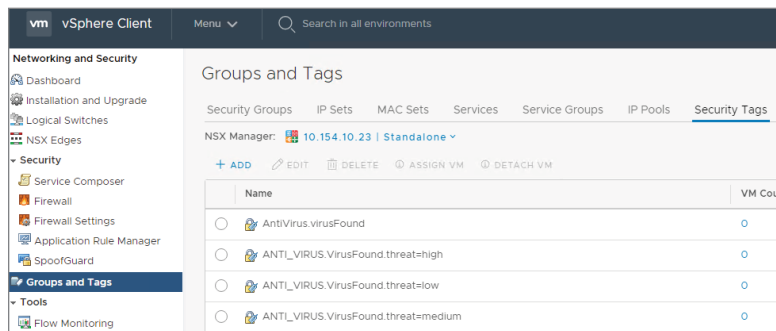 vm vSphere Client Menu Search in all environments
Networking and Security
Dashboard
Installation and Upgrade
Logical Switches
NSX Edges
Security
Service Composer
Firewall
Firewall Settings
Application Rule Manager
SpoofGuard
Groups and Tags
Tools
Flow Monitoring
Groups and Tags
Security Groups IP Sets MAC Sets Services Service Groups IP Pools Security Tags
NSX Manager: 10.154.10.23 | Standalone
+ ADD EDIT DELETE ASSIGN VM DETACH VM
Name VM Cou
AntiVirus.virusFound 0
ANTI_VIRUS.VirusFound.threat=high 0
ANTI_VIRUS.VirusFound.threat=low 0
ANTI_VIRUS.VirusFound.threat=medium 0